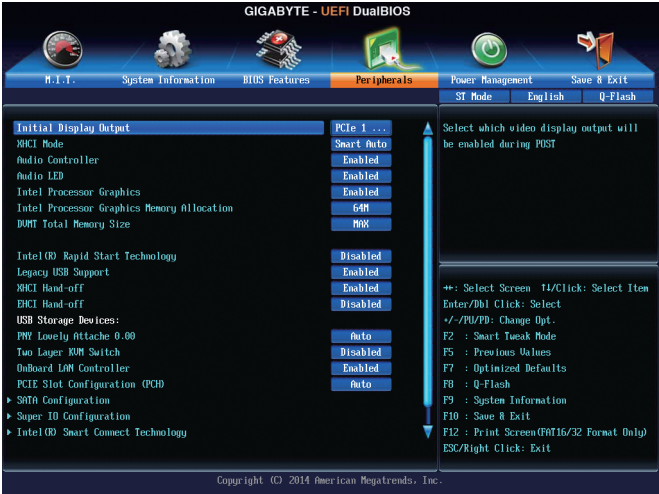 GIGABYTE - UEFI DualBIOS
M.I.T.
System Information
BIOS Features
Peripherals
Power Management
Save & Exit
ST Mode
English
Q-Flash
Initial Display Output PCIe 1 ...
XHCI Mode Smart Auto
Audio Controller Enabled
Audio LED Enabled
Intel Processor Graphics Enabled
Intel Processor Graphics Memory Allocation 64M
DVMT Total Memory Size MAX
Intel(R) Rapid Start Technology Disabled
Legacy USB Support Enabled
XHCI Hand-off Enabled
EHCI Hand-off Disabled
USB Storage Devices:
PNY Lovely Attache 0.00 Auto
Two Layer KVM Switch Disabled
OnBoard LAN Controller Enabled
PCIE Slot Configuration (PCH) Auto
SATA Configuration
Super IO Configuration
Intel(R) Smart Connect Technology
Select which video display output will
be enabled during POST
→←: Select Screen ↑↓/Click: Select Item
Enter/Dbl Click: Select
+/-/PU/PD: Change Opt.
F2 : Smart Tweak Mode
F5 : Previous Values
F7 : Optimized Defaults
F8 : Q-Flash
F9 : System Information
F10 : Save & Exit
F12 : Print Screen(FAT16/32 Format Only)
ESC/Right Click: Exit
Copyright (C) 2014 American Megatrends, Inc.